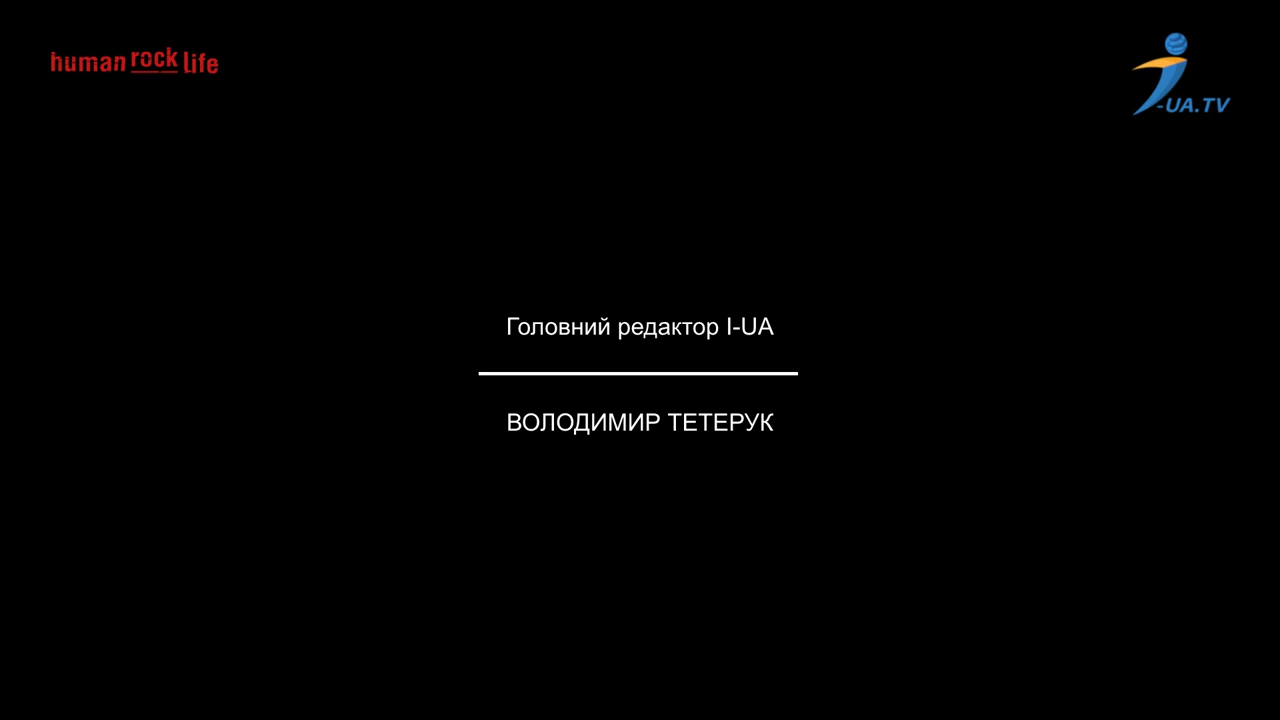 human rock life
i-UA.TV
Головний редактор I-UA
ВОЛОДИМИР ТЕТЕРУК